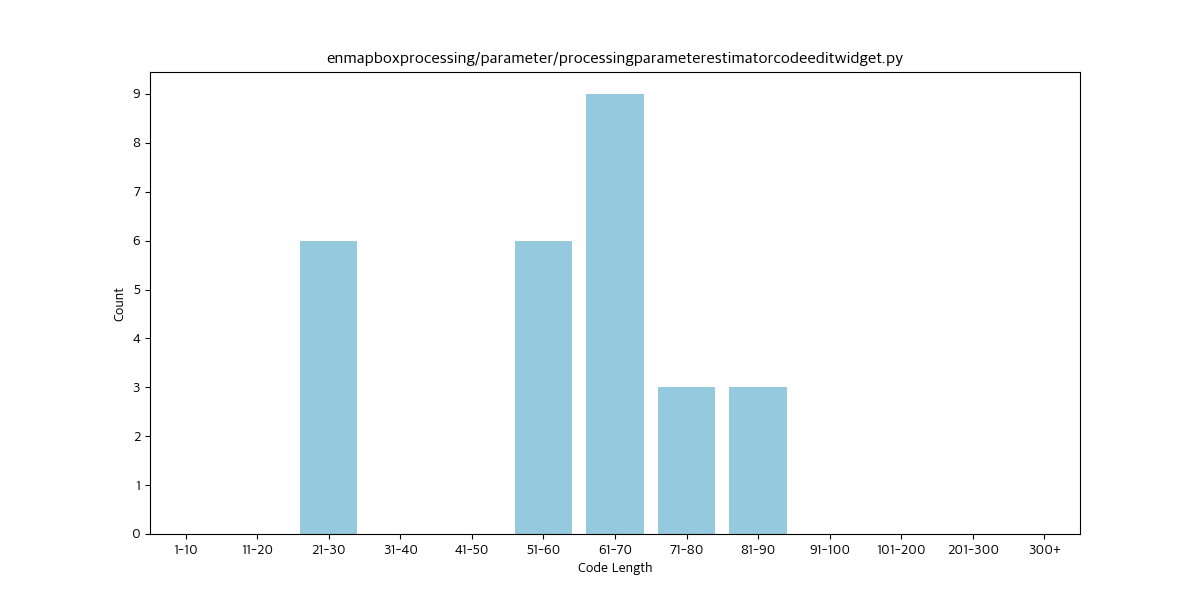 enmapboxprocessing/parameter/processingparameterestimatorcodeeditwidget.py
9
8
7
6
5
4
3
2
1
0
Count
1-10 11-20 21-30 31-40 41-50 51-60 61-70 71-80 81-90 91-100 101-200 201-300 300+
Code Length